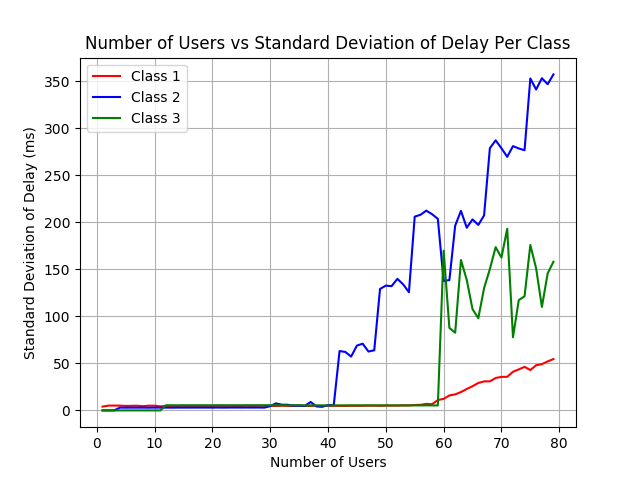 Number of Users vs Standard Deviation of Delay Per Class
Class 1
Class 2
Class 3
350
300
250
200
150
100
50
0
Standard Deviation of Delay (ms)
0 10 20 30 40 50 60 70 80
Number of Users